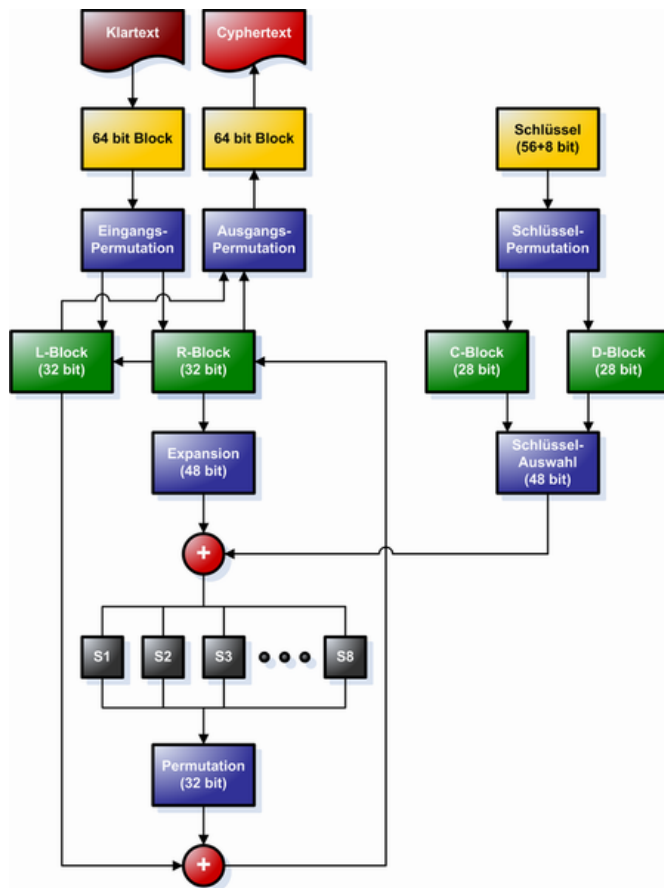 Klartext
Cyphertext
64 bit Block
64 bit Block
Schlüssel
(56+8 bit)
Eingangs-
Permutation
Ausgangs-
Permutation
Schlüssel-
Permutation
L-Block
(32 bit)
R-Block
(32 bit)
C-Block
(28 bit)
D-Block
(28 bit)
Expansion
(48 bit)
Schlüssel-
Auswahl
(48 bit)
+
S1
S2
S3
S8
Permutation
(32 bit)
+